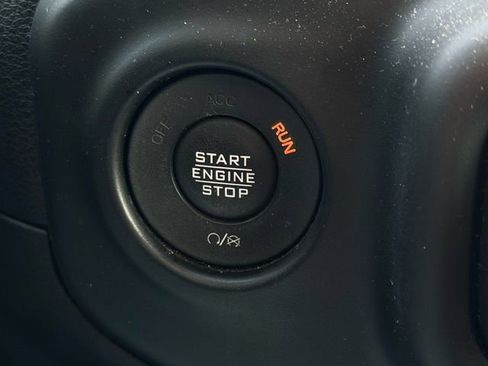 OFF
ACC
RUN
START
ENGINE
STOP